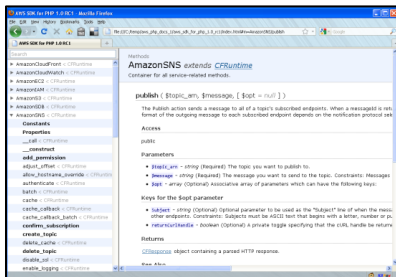 AWS SDK for PHP 1.0 RC1 - Mozilla Firefox
File Edit View History Bookmarks Tools Help
AWS SDK for PHP 1.0 RC1
Search
AmazonCloudFront < CFRuntime
AmazonCloudWatch < CFRuntime
AmazonEC2 < CFRuntime
AmazonIAM < CFRuntime
AmazonS3 < CFRuntime
AmazonSDB < CFRuntime
AmazonSNS < CFRuntime
Constants
Properties
__call < CFRuntime
__construct
add_permission
adjust_offset < CFRuntime
allow_hostname_override < CFRuntime
authenticate < CFRuntime
batch < CFRuntime
cache < CFRuntime
cache_callback < CFRuntime
cache_callback_batch < CFRuntime
confirm_subscription
create_topic
delete_cache < CFRuntime
delete_topic
disable_ssl < CFRuntime
enable_logging < CFRuntime
Methods
AmazonSNS extends CFRuntime
Container for all service-related methods.
publish ( $topic_arn, $message, [ $opt = null ] )
The Publish action sends a message to all of a topic's subscribed endpoints. When a messageId is retu
format of the outgoing message to each subscribed endpoint depends on the notification protocol sele
Access
public
Parameters
$topic_arn - string (Required) The topic you want to publish to.
$message - string (Required) The message you want to send to the topic. Constraints: Messages
$opt - array (Optional) Associative array of parameters which can have the following keys:
Keys for the $opt parameter
Subject - string (Optional) Optional parameter to be used as the "Subject" line of when the messa
other endpoints. Constraints: Subjects must be ASCII text that begins with a letter, number or pu
returnCurlHandle - boolean (Optional) A private toggle specifying that the cURL handle be returne
Returns
CFResponse object containing a parsed HTTP response.
See Also